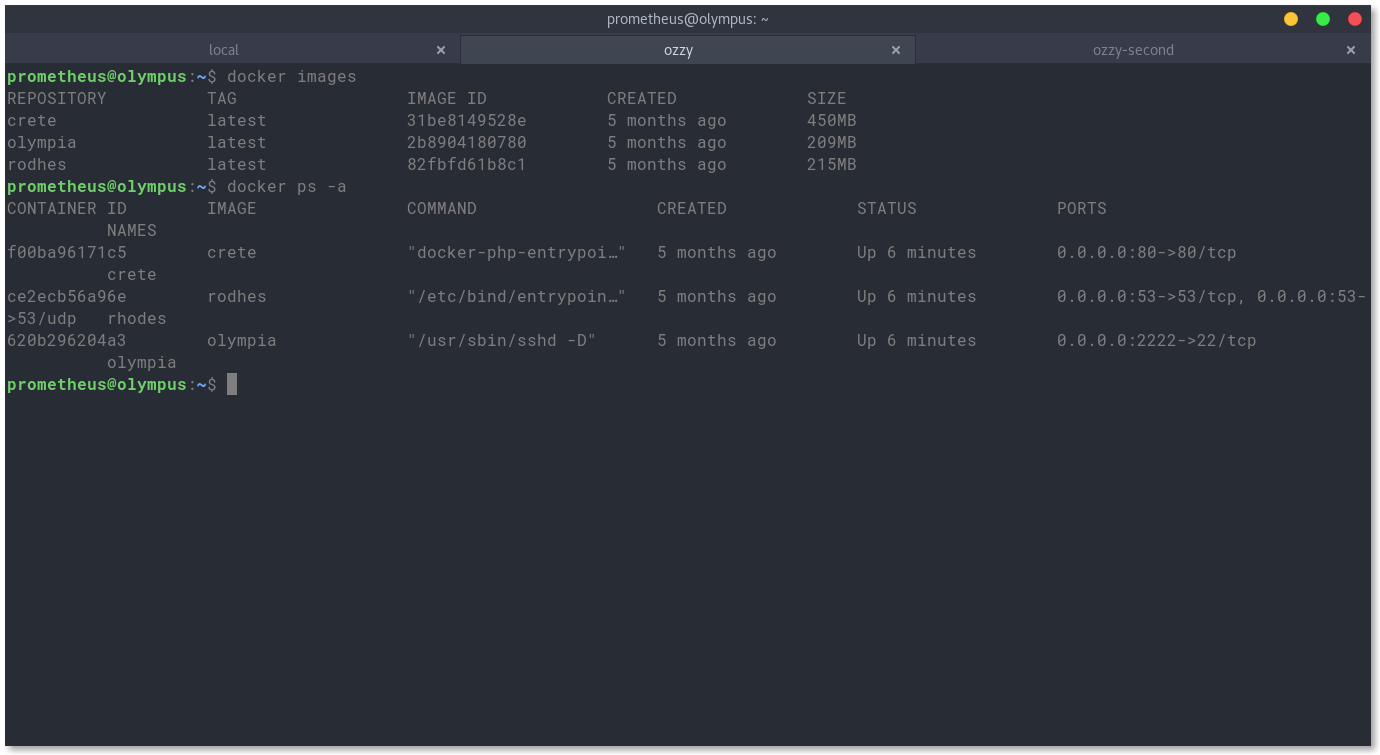 prometheus@olympus: ~
local × ozzy × ozzy-second ×
prometheus@olympus:~$ docker images
REPOSITORY          TAG                 IMAGE ID            CREATED             SIZE
crete               latest              31be8149528e        5 months ago        450MB
olympia             latest              2b8904180780        5 months ago        209MB
rodhes              latest              82fbfd61b8c1        5 months ago        215MB
prometheus@olympus:~$ docker ps -a
CONTAINER ID        IMAGE               COMMAND                  CREATED             STATUS              PORTS
          NAMES
f00ba96171c5        crete               "docker-php-entrypoi…"   5 months ago        Up 6 minutes        0.0.0.0:80->80/tcp
          crete
ce2ecb56a96e        rodhes              "/etc/bind/entrypoin…"   5 months ago        Up 6 minutes        0.0.0.0:53->53/tcp, 0.0.0.0:53-
>53/udp   rhodes
620b296204a3        olympia             "/usr/sbin/sshd -D"      5 months ago        Up 6 minutes        0.0.0.0:2222->22/tcp
          olympia
prometheus@olympus:~$